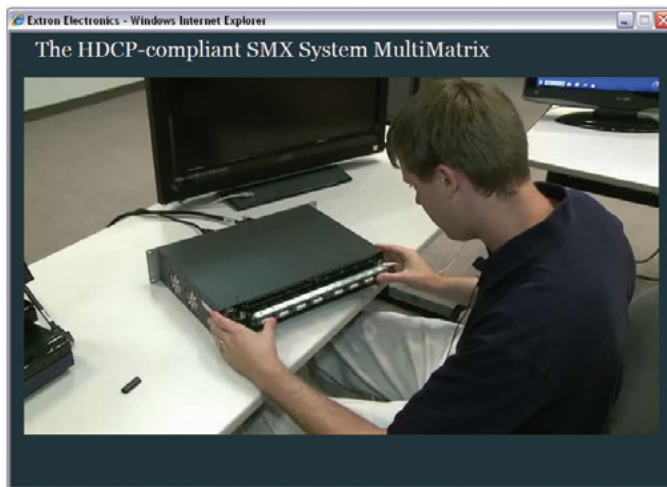 Extron Electronics - Windows Internet Explorer
The HDCP-compliant SMX System MultiMatrix